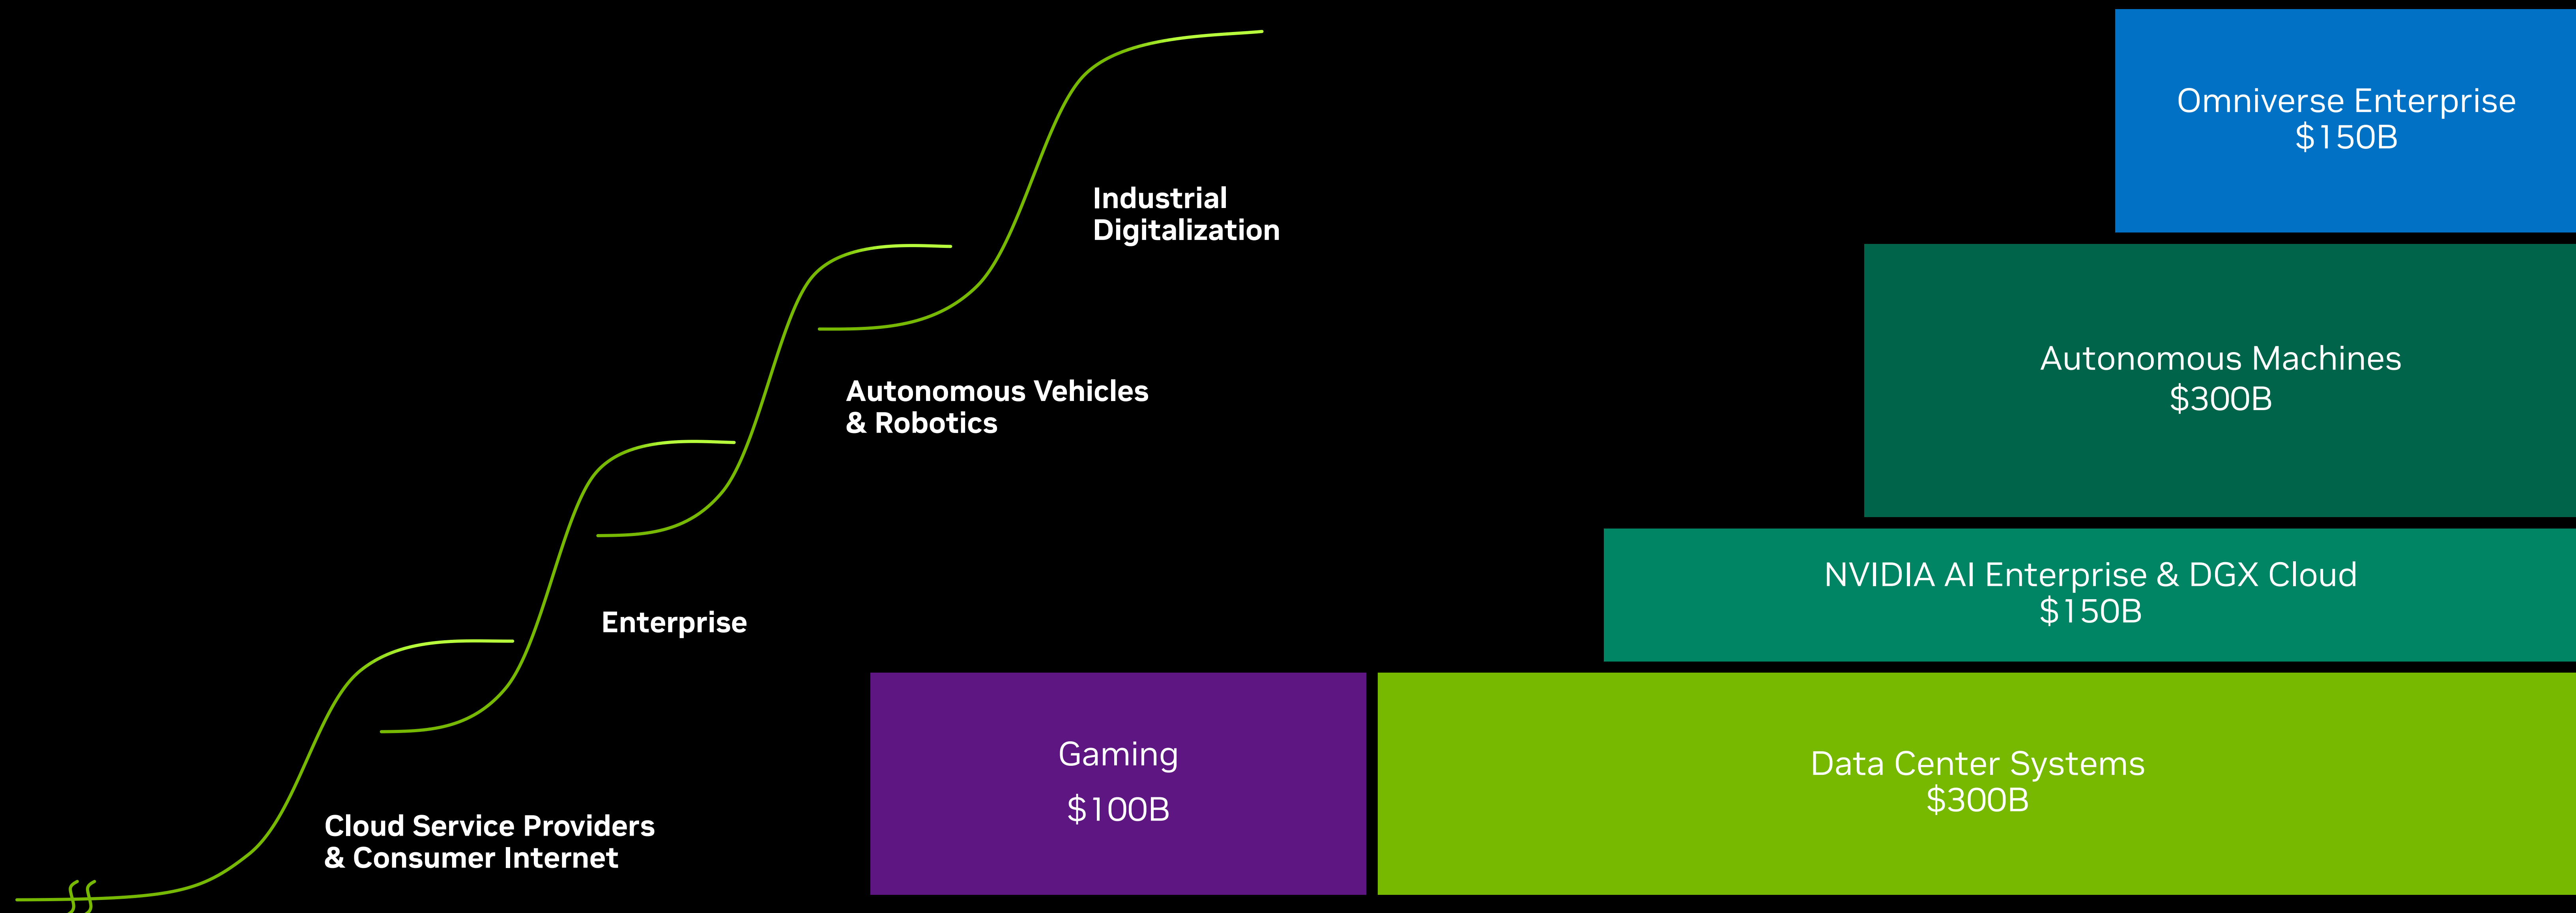 Omniverse Enterprise
$150B
Industrial
Digitalization
Autonomous Machines
$300B
Autonomous Vehicles
& Robotics
NVIDIA AI Enterprise & DGX Cloud
$150B
Enterprise
Gaming
$100B
Data Center Systems
$300B
Cloud Service Providers
& Consumer Internet